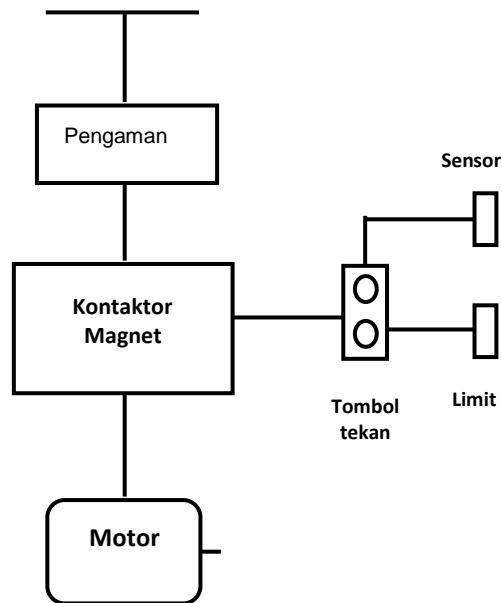 Pengaman
Sensor
Kontaktor
Magnet
Tombol
tekan
Limit
Motor